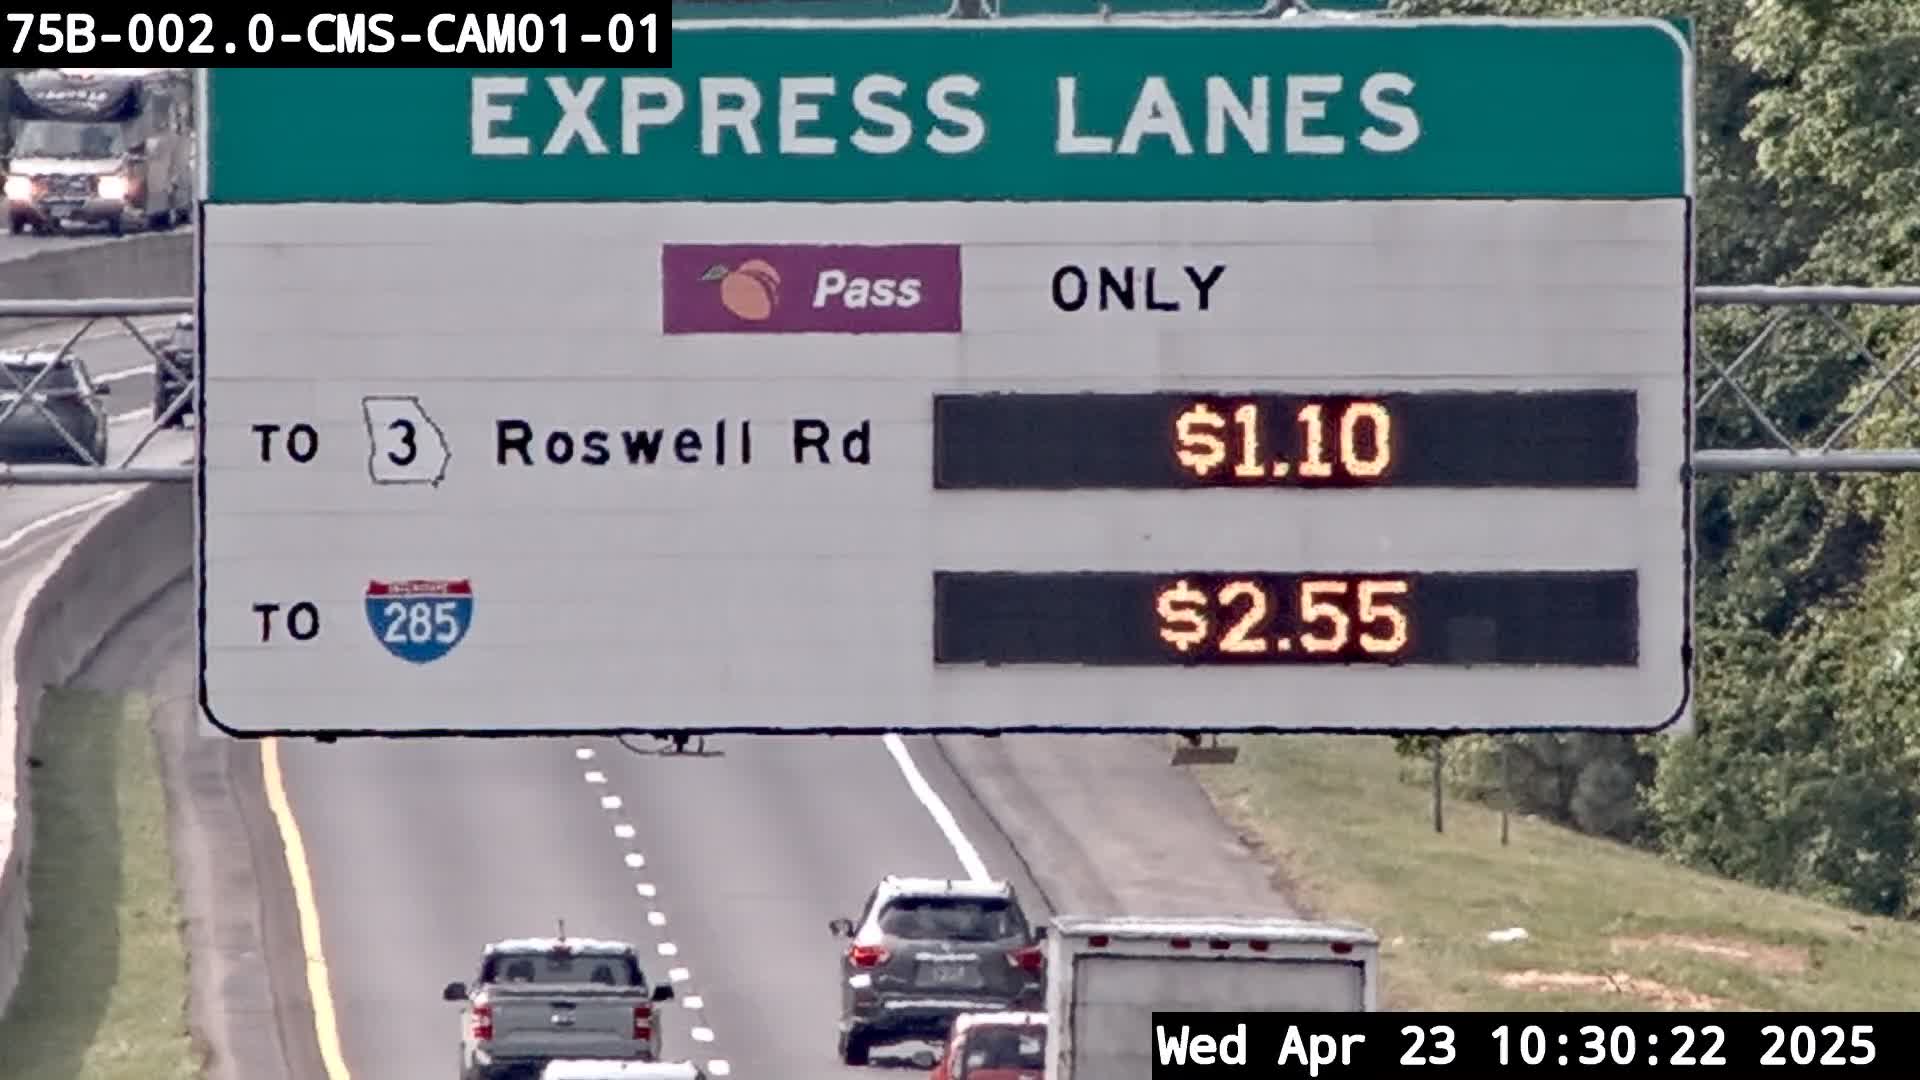 75B-002.0-CMS-CAM01-01
EXPRESS LANES
Pass ONLY
TO 3 Roswell Rd $1.10
INTERSTATE
TO 285 $2.55
Wed Apr 23 10:30:22 2025